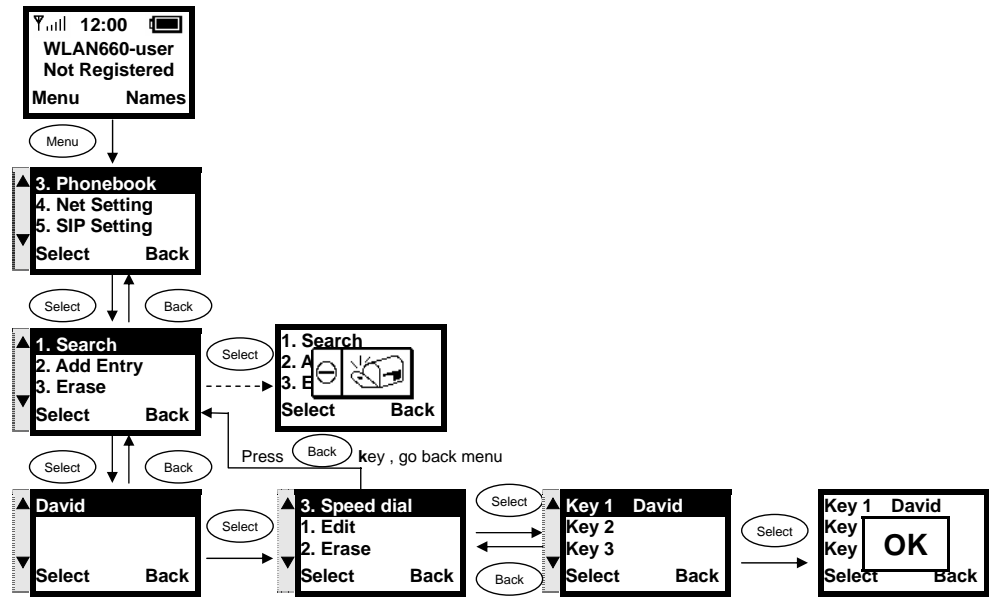 12:00
WLAN660-user
Not Registered
Menu Names
Menu
3. Phonebook
4. Net Setting
5. SIP Setting
Select Back
Select Back
1. Search
2. Add Entry
3. Erase
Select Back
Select
1. Search
2. A
3. E
Select Back
Select Back
Press Back key , go back menu
David
Select Back
Select
3. Speed dial
1. Edit
2. Erase
Select Back
Select
Back
Key 1 David
Key 2
Key 3
Select Back
Select
Key 1 David
Key
Key
OK
Select Back